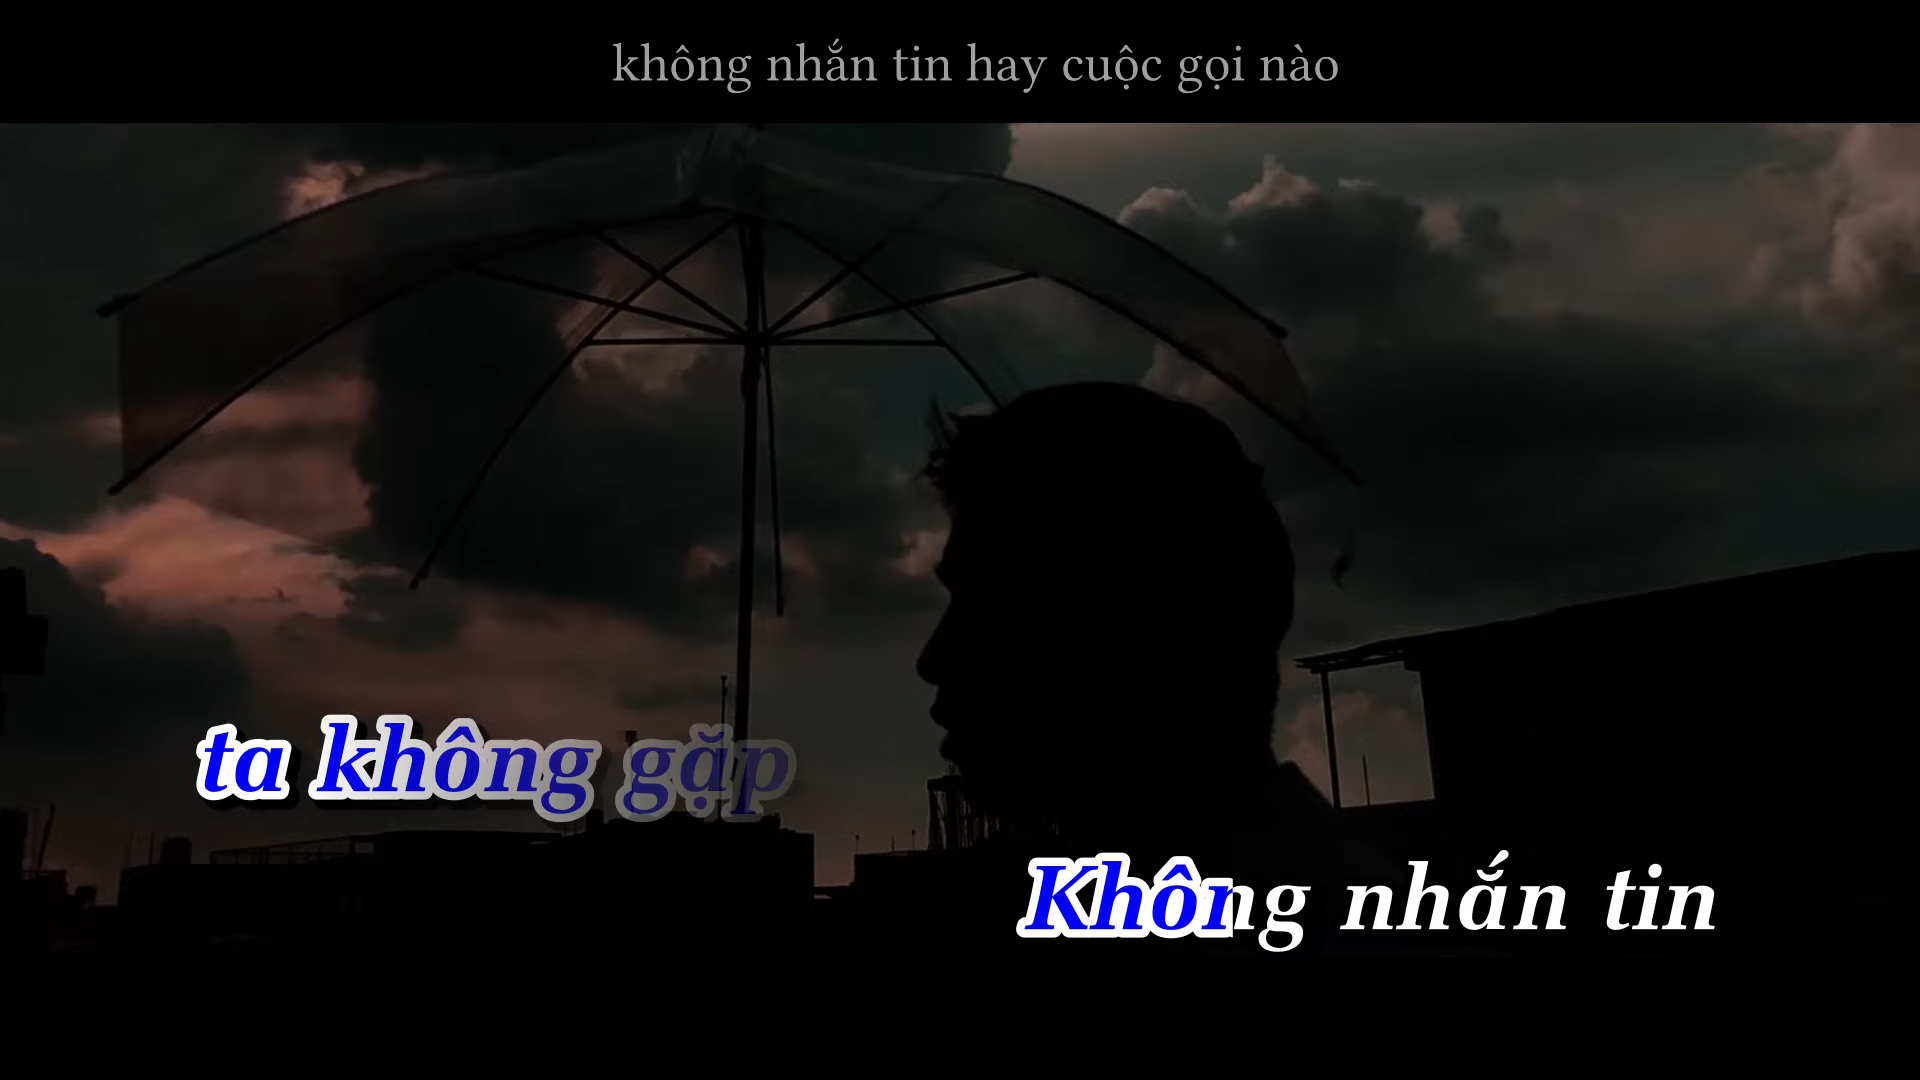 không nhắn tin hay cuộc gọi nào
ta không gặp
Không nhắn tin